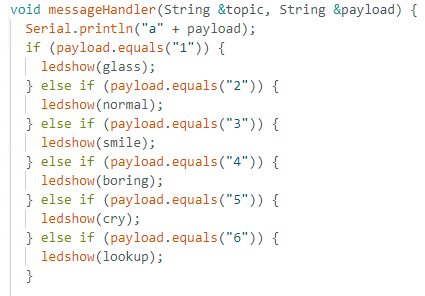 void messageHandler(String &topic, String &payload) {
  Serial.println("a" + payload);
  if (payload.equals("1")) {
    ledshow(glass);
  } else if (payload.equals("2")) {
    ledshow(normal);
  } else if (payload.equals("3")) {
    ledshow(smile);
  } else if (payload.equals("4")) {
    ledshow(boring);
  } else if (payload.equals("5")) {
    ledshow(cry);
  } else if (payload.equals("6")) {
    ledshow(lookup);
  }